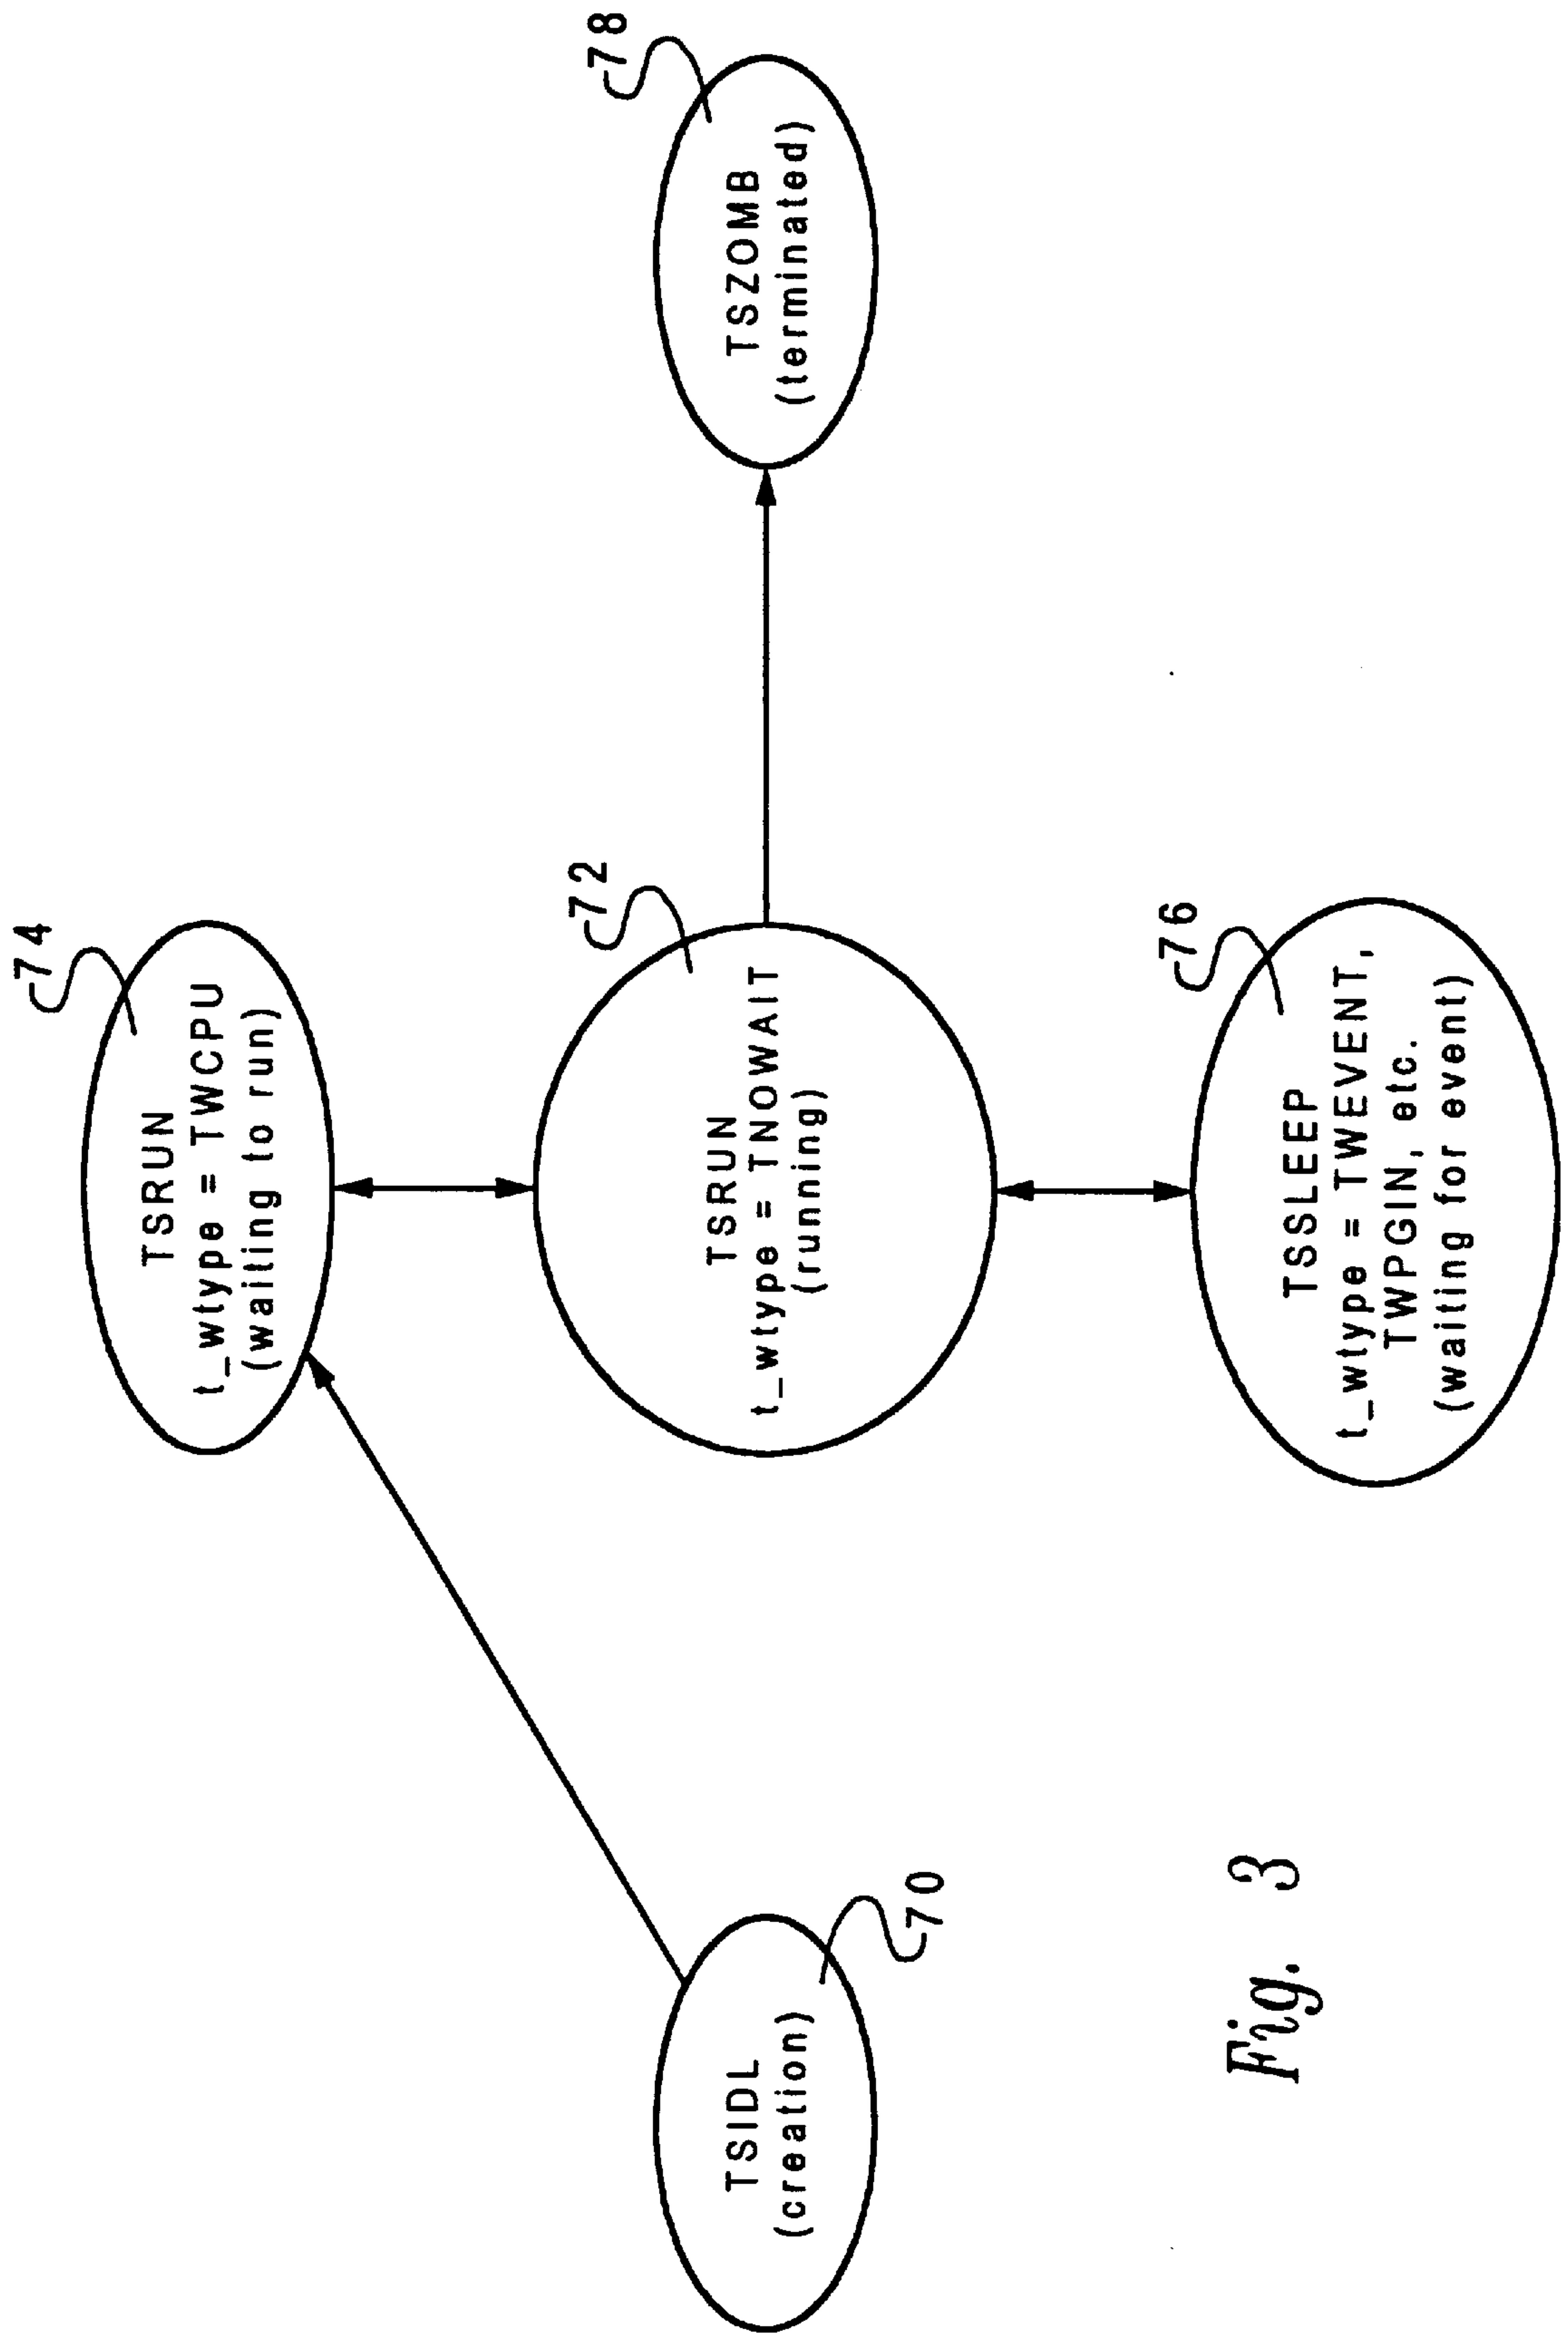 74
TSRUN
t_wtype = TWCPU
(waiting to run)
72
TSRUN
t_wtype = TNOWAIT
(running)
78
TSZOMB
(terminated)
TSIDL
(creation)
70
76
TSSLEEP
t_wtype = TWEVENT,
TWPGIN, etc.
(waiting for event)
Fig. 3